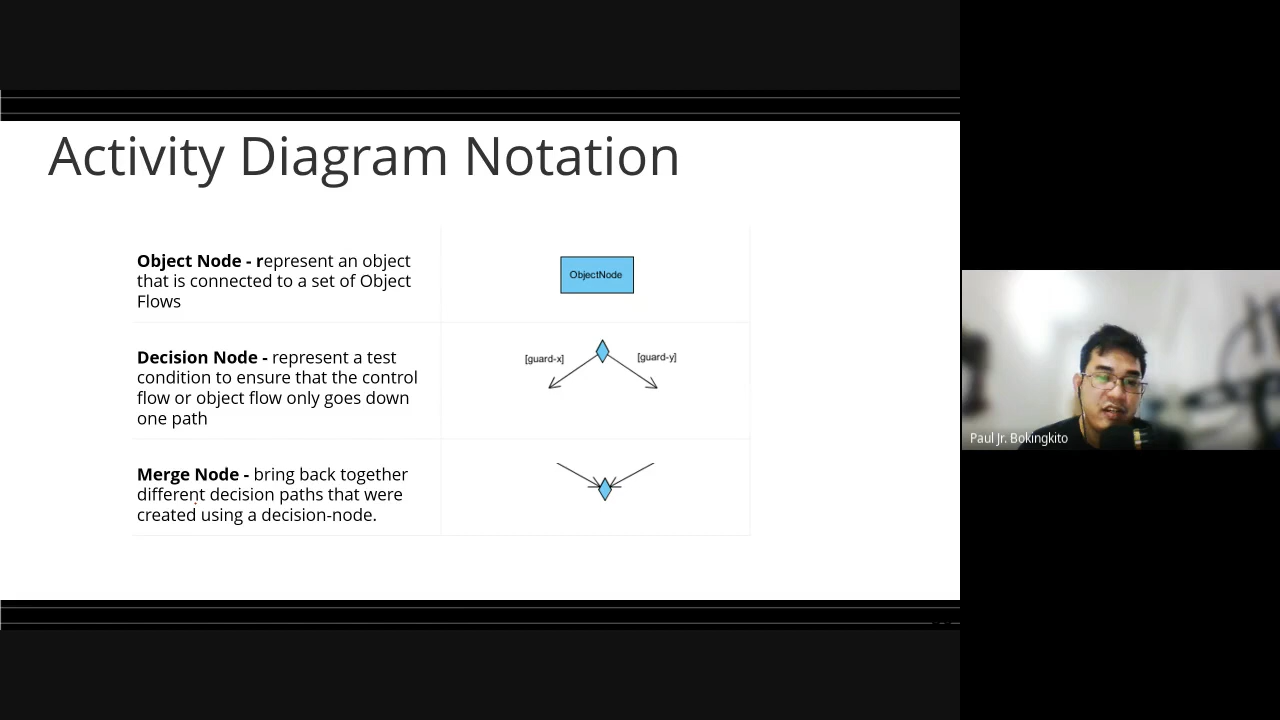 Activity Diagram Notation
Object Node - represent an object
that is connected to a set of Object
Flows
ObjectNode
Decision Node - represent a test
condition to ensure that the control
flow or object flow only goes down
one path
[guard-x]
[guard-y]
Merge Node - bring back together
different decision paths that were
created using a decision-node.
Paul Jr. Bokingkito